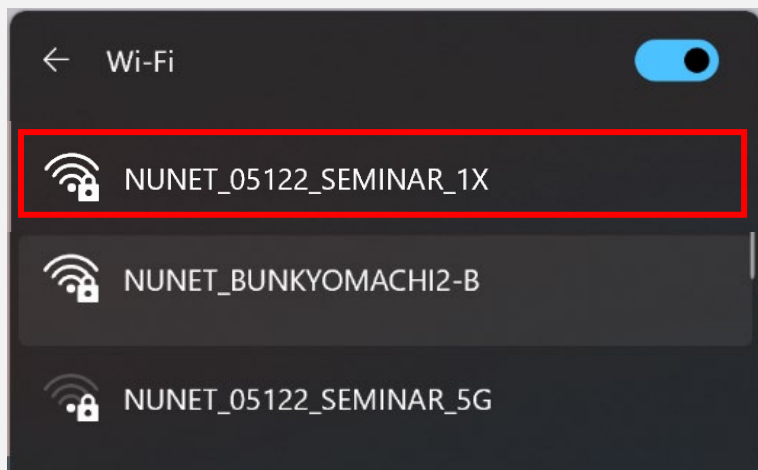 Wi-Fi
NUNET_05122_SEMINAR_1X
NUNET_BUNKYOMACHI2-B
NUNET_05122_SEMINAR_5G